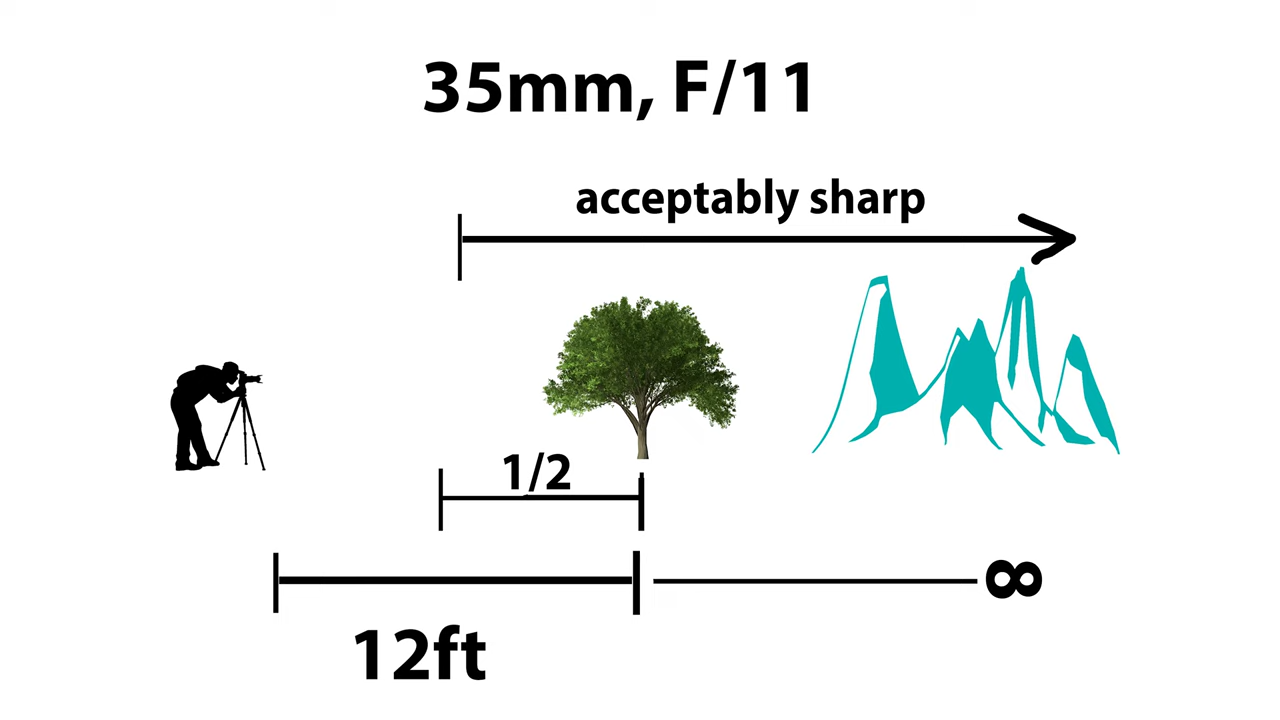 35mm, F/11
acceptably sharp
1/2
∞
12ft